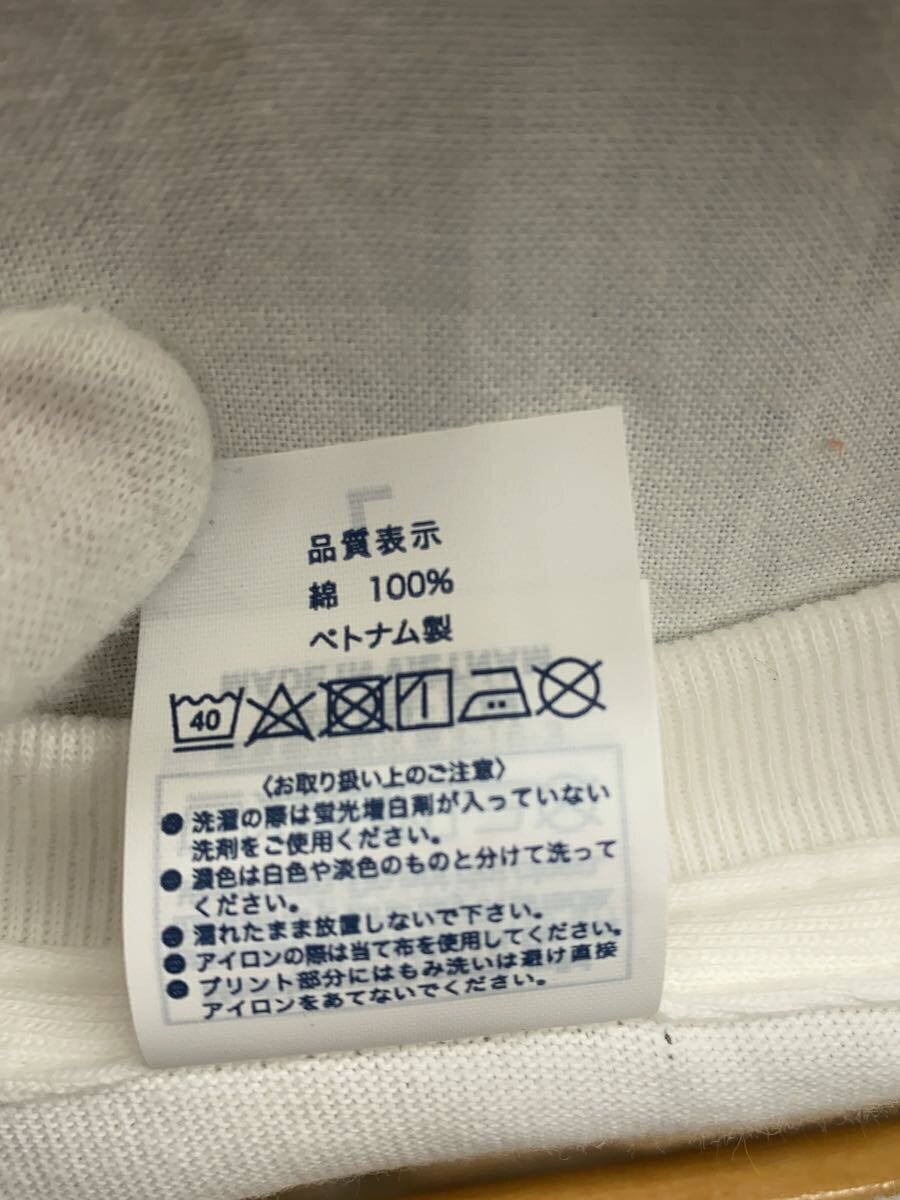 品質表示
綿 100%
ベトナム製
40
〈お取り扱い上のご注意〉
● 洗濯の際は蛍光増白剤が入っていない
洗剤をご使用ください。
● 濃色は白色や淡色のものと分けて洗って
ください。
● 濡れたまま放置しないで下さい。
● アイロンの際は当て布を使用してください。
● プリント部分にはもみ洗いは避け直接
アイロンをあてないでください。